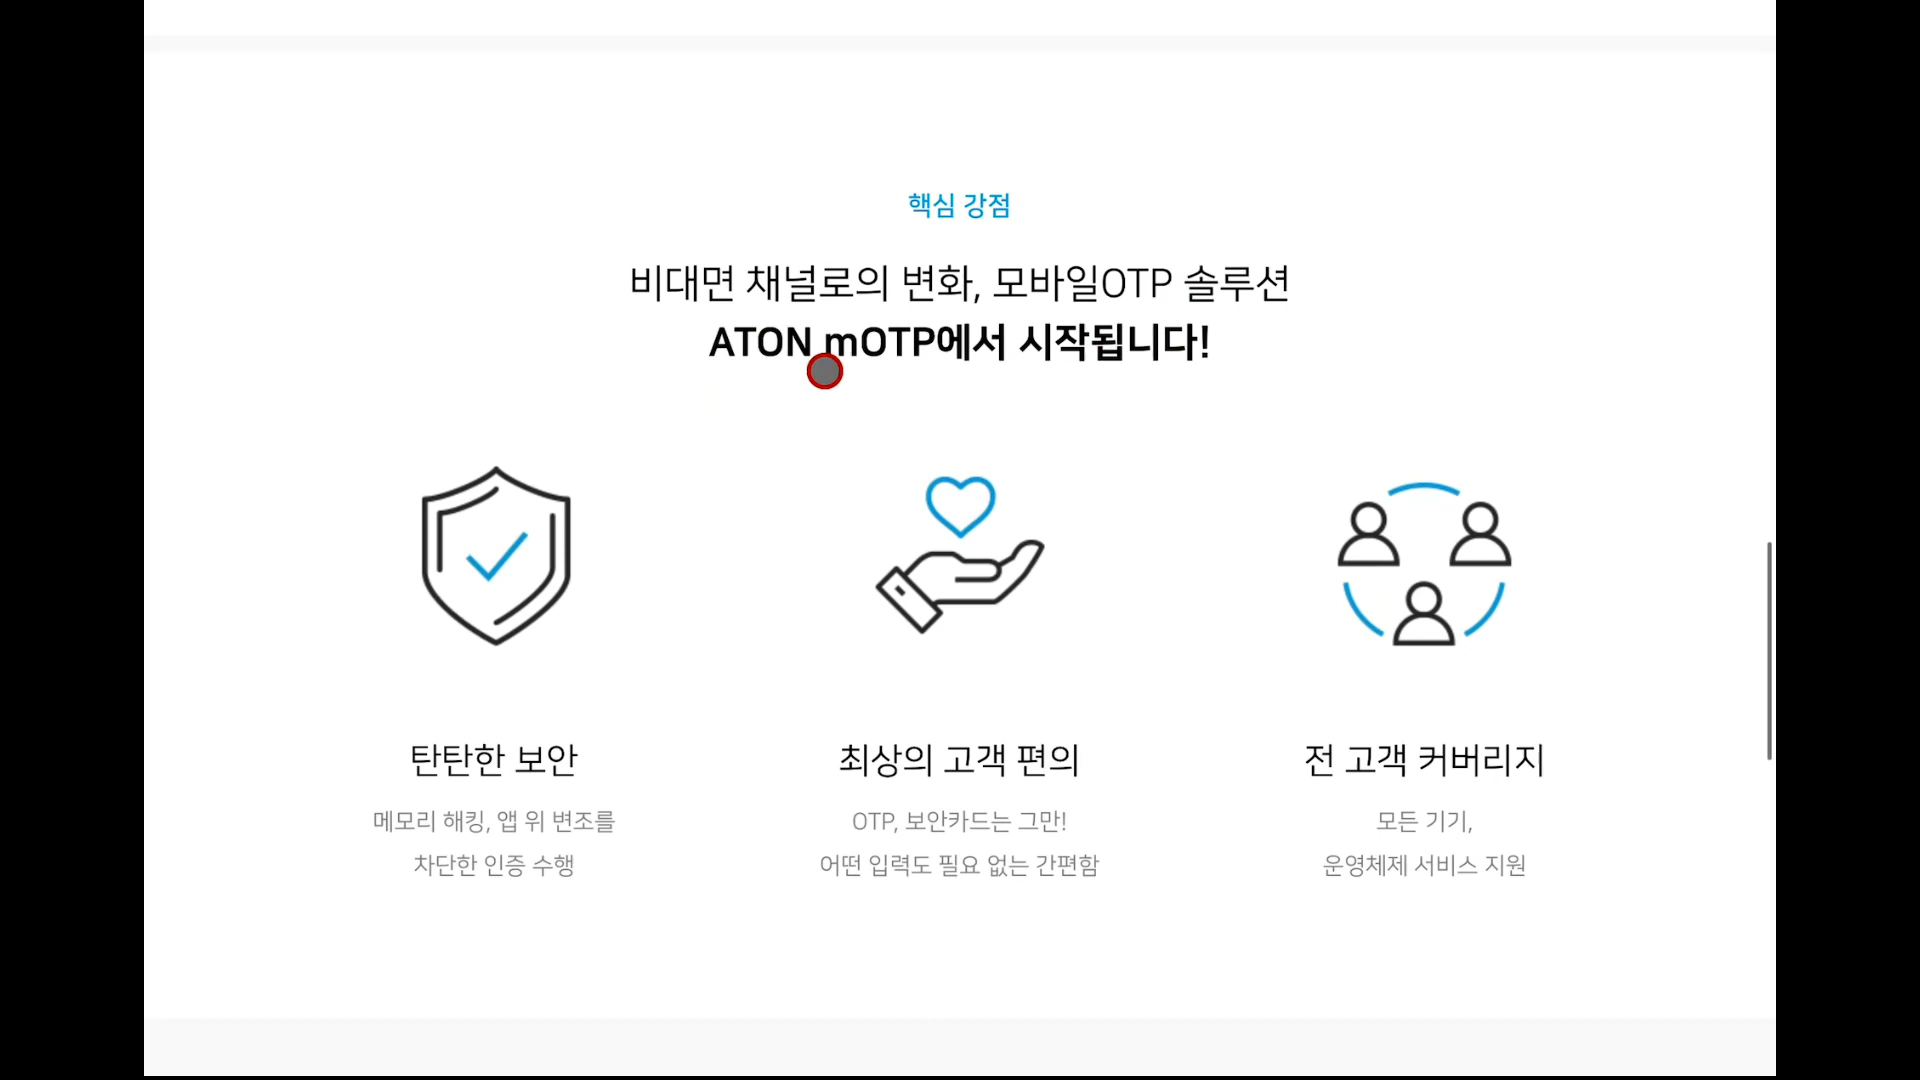 핵심 강점
비대면 채널로의 변화, 모바일OTP 솔루션
ATON mOTP에서 시작됩니다!
탄탄한 보안
메모리 해킹, 앱 위 변조를
차단한 인증 수행
최상의 고객 편의
OTP, 보안카드는 그만!
어떤 입력도 필요 없는 간편함
전 고객 커버리지
모든 기기,
운영체제 서비스 지원